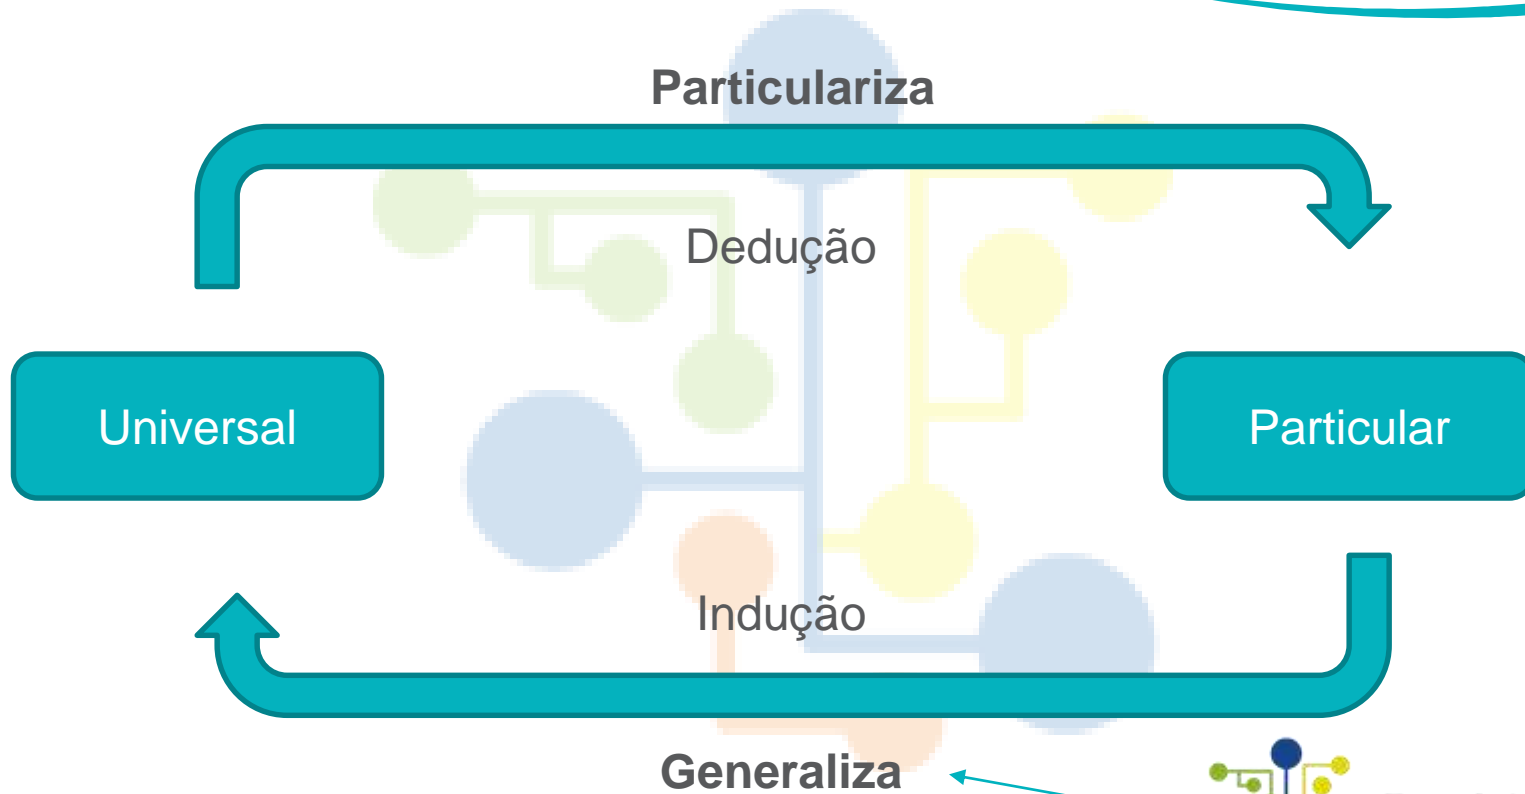 Particulariza
Dedução
Universal
Particular
Indução
Generaliza